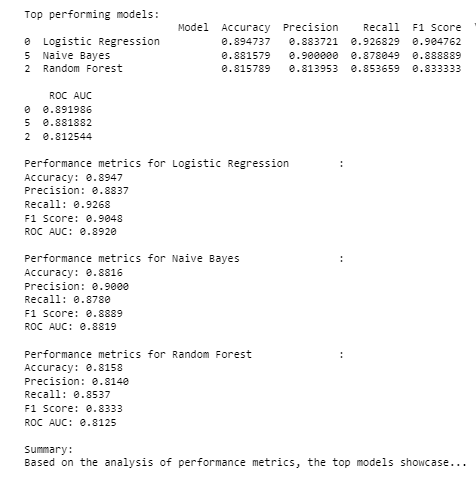 Top performing models:
Model Accuracy Precision Recall F1 Score
0 Logistic Regression 0.894737 0.883721 0.926829 0.904762
5 Naive Bayes 0.881579 0.900000 0.878049 0.888889
2 Random Forest 0.815789 0.813953 0.853659 0.833333
ROC AUC
0 0.891986
5 0.881882
2 0.812544
Performance metrics for Logistic Regression :
Accuracy: 0.8947
Precision: 0.8837
Recall: 0.9268
F1 Score: 0.9048
ROC AUC: 0.8920
Performance metrics for Naive Bayes :
Accuracy: 0.8816
Precision: 0.9000
Recall: 0.8780
F1 Score: 0.8889
ROC AUC: 0.8819
Performance metrics for Random Forest :
Accuracy: 0.8158
Precision: 0.8140
Recall: 0.8537
F1 Score: 0.8333
ROC AUC: 0.8125
Summary:
Based on the analysis of performance metrics, the top models showcase...